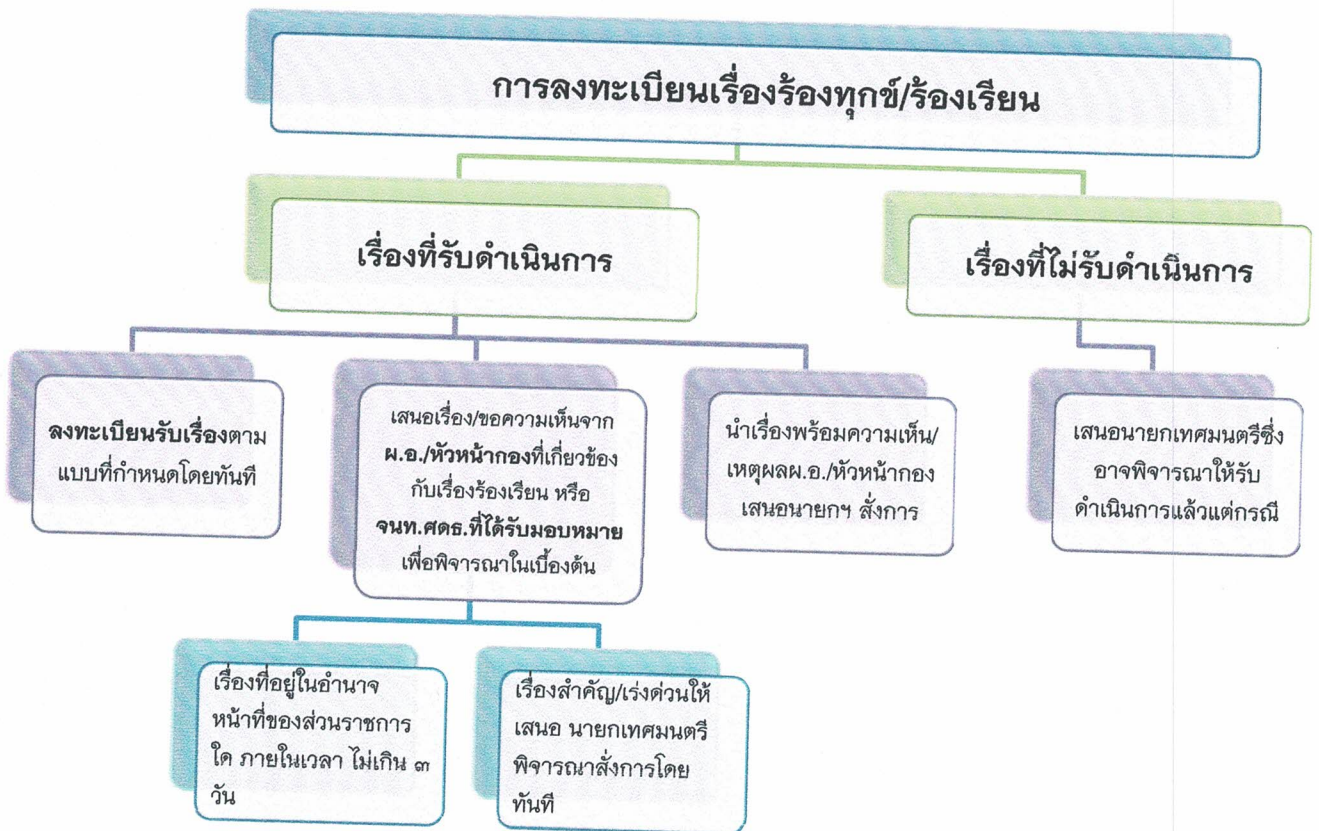 การลงทะเบียนเรื่องร้องทุกข์/ร้องเรียน
เรื่องที่รับดำเนินการ
เรื่องที่ไม่รับดำเนินการ
ลงทะเบียนรับเรื่องตาม
แบบที่กำหนดโดยทันที
เสนอเรื่อง/ขอความเห็นจาก
ผ.อ./หัวหน้ากองที่เกี่ยวข้อง
กับเรื่องร้องเรียน หรือ
จนท.ศดธ.ที่ได้รับมอบหมาย
เพื่อพิจารณาในเบื้องต้น
นำเรื่องพร้อมความเห็น/
เหตุผลผ.อ./หัวหน้ากอง
เสนอนายกฯ สั่งการ
เสนอนายกเทศมนตรีซึ่ง
อาจพิจารณาให้รับ
ดำเนินการแล้วแต่กรณี
เรื่องที่อยู่ในอำนาจ
หน้าที่ของส่วนราชการ
ใด ภายในเวลา ไม่เกิน ๓
วัน
เรื่องสำคัญ/เร่งด่วนให้
เสนอ นายกเทศมนตรี
พิจารณาสั่งการโดย
ทันที